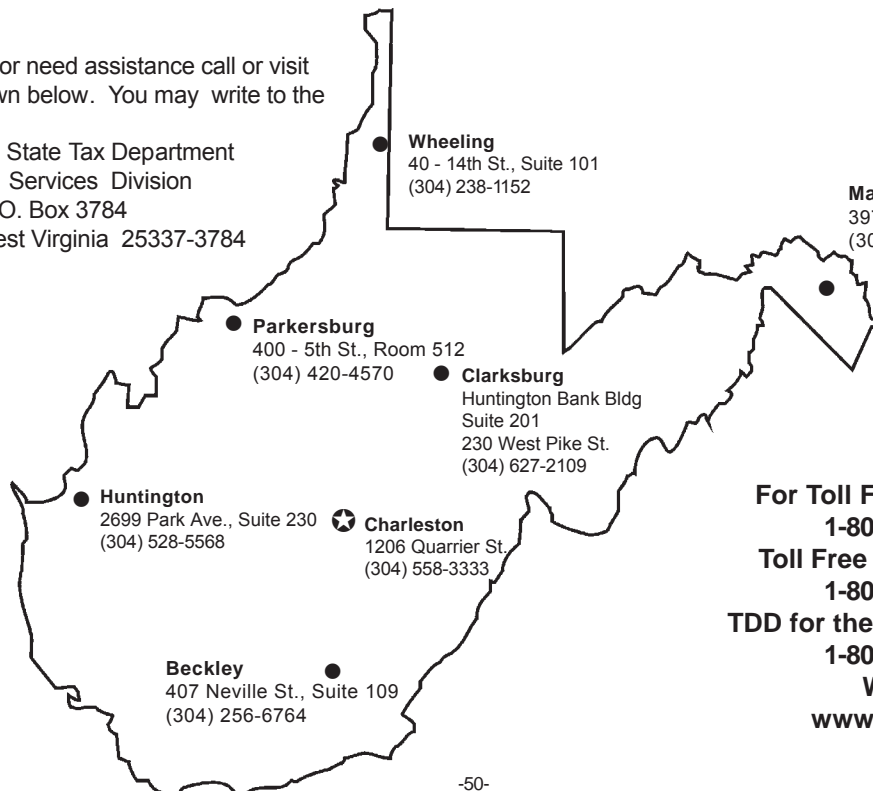 or need assistance call or visit
below. You may write to the
State Tax Department
Services Division
O. Box 3784
Virginia 25337-3784
Wheeling
40 - 14th St., Suite 101
(304) 238-1152
Parkersburg
400 - 5th St., Room 512
(304) 420-4570
Clarksburg
Huntington Bank Bldg
Suite 201
230 West Pike St.
(304) 627-2109
Huntington
2699 Park Ave., Suite 230
(304) 528-5568
Charleston
1206 Quarrier St.
(304) 558-3333
Beckley
407 Neville St., Suite 109
(304) 256-6764
For Toll F
1-80
Toll Free
1-80
TDD for the
1-80
W
www
-50-